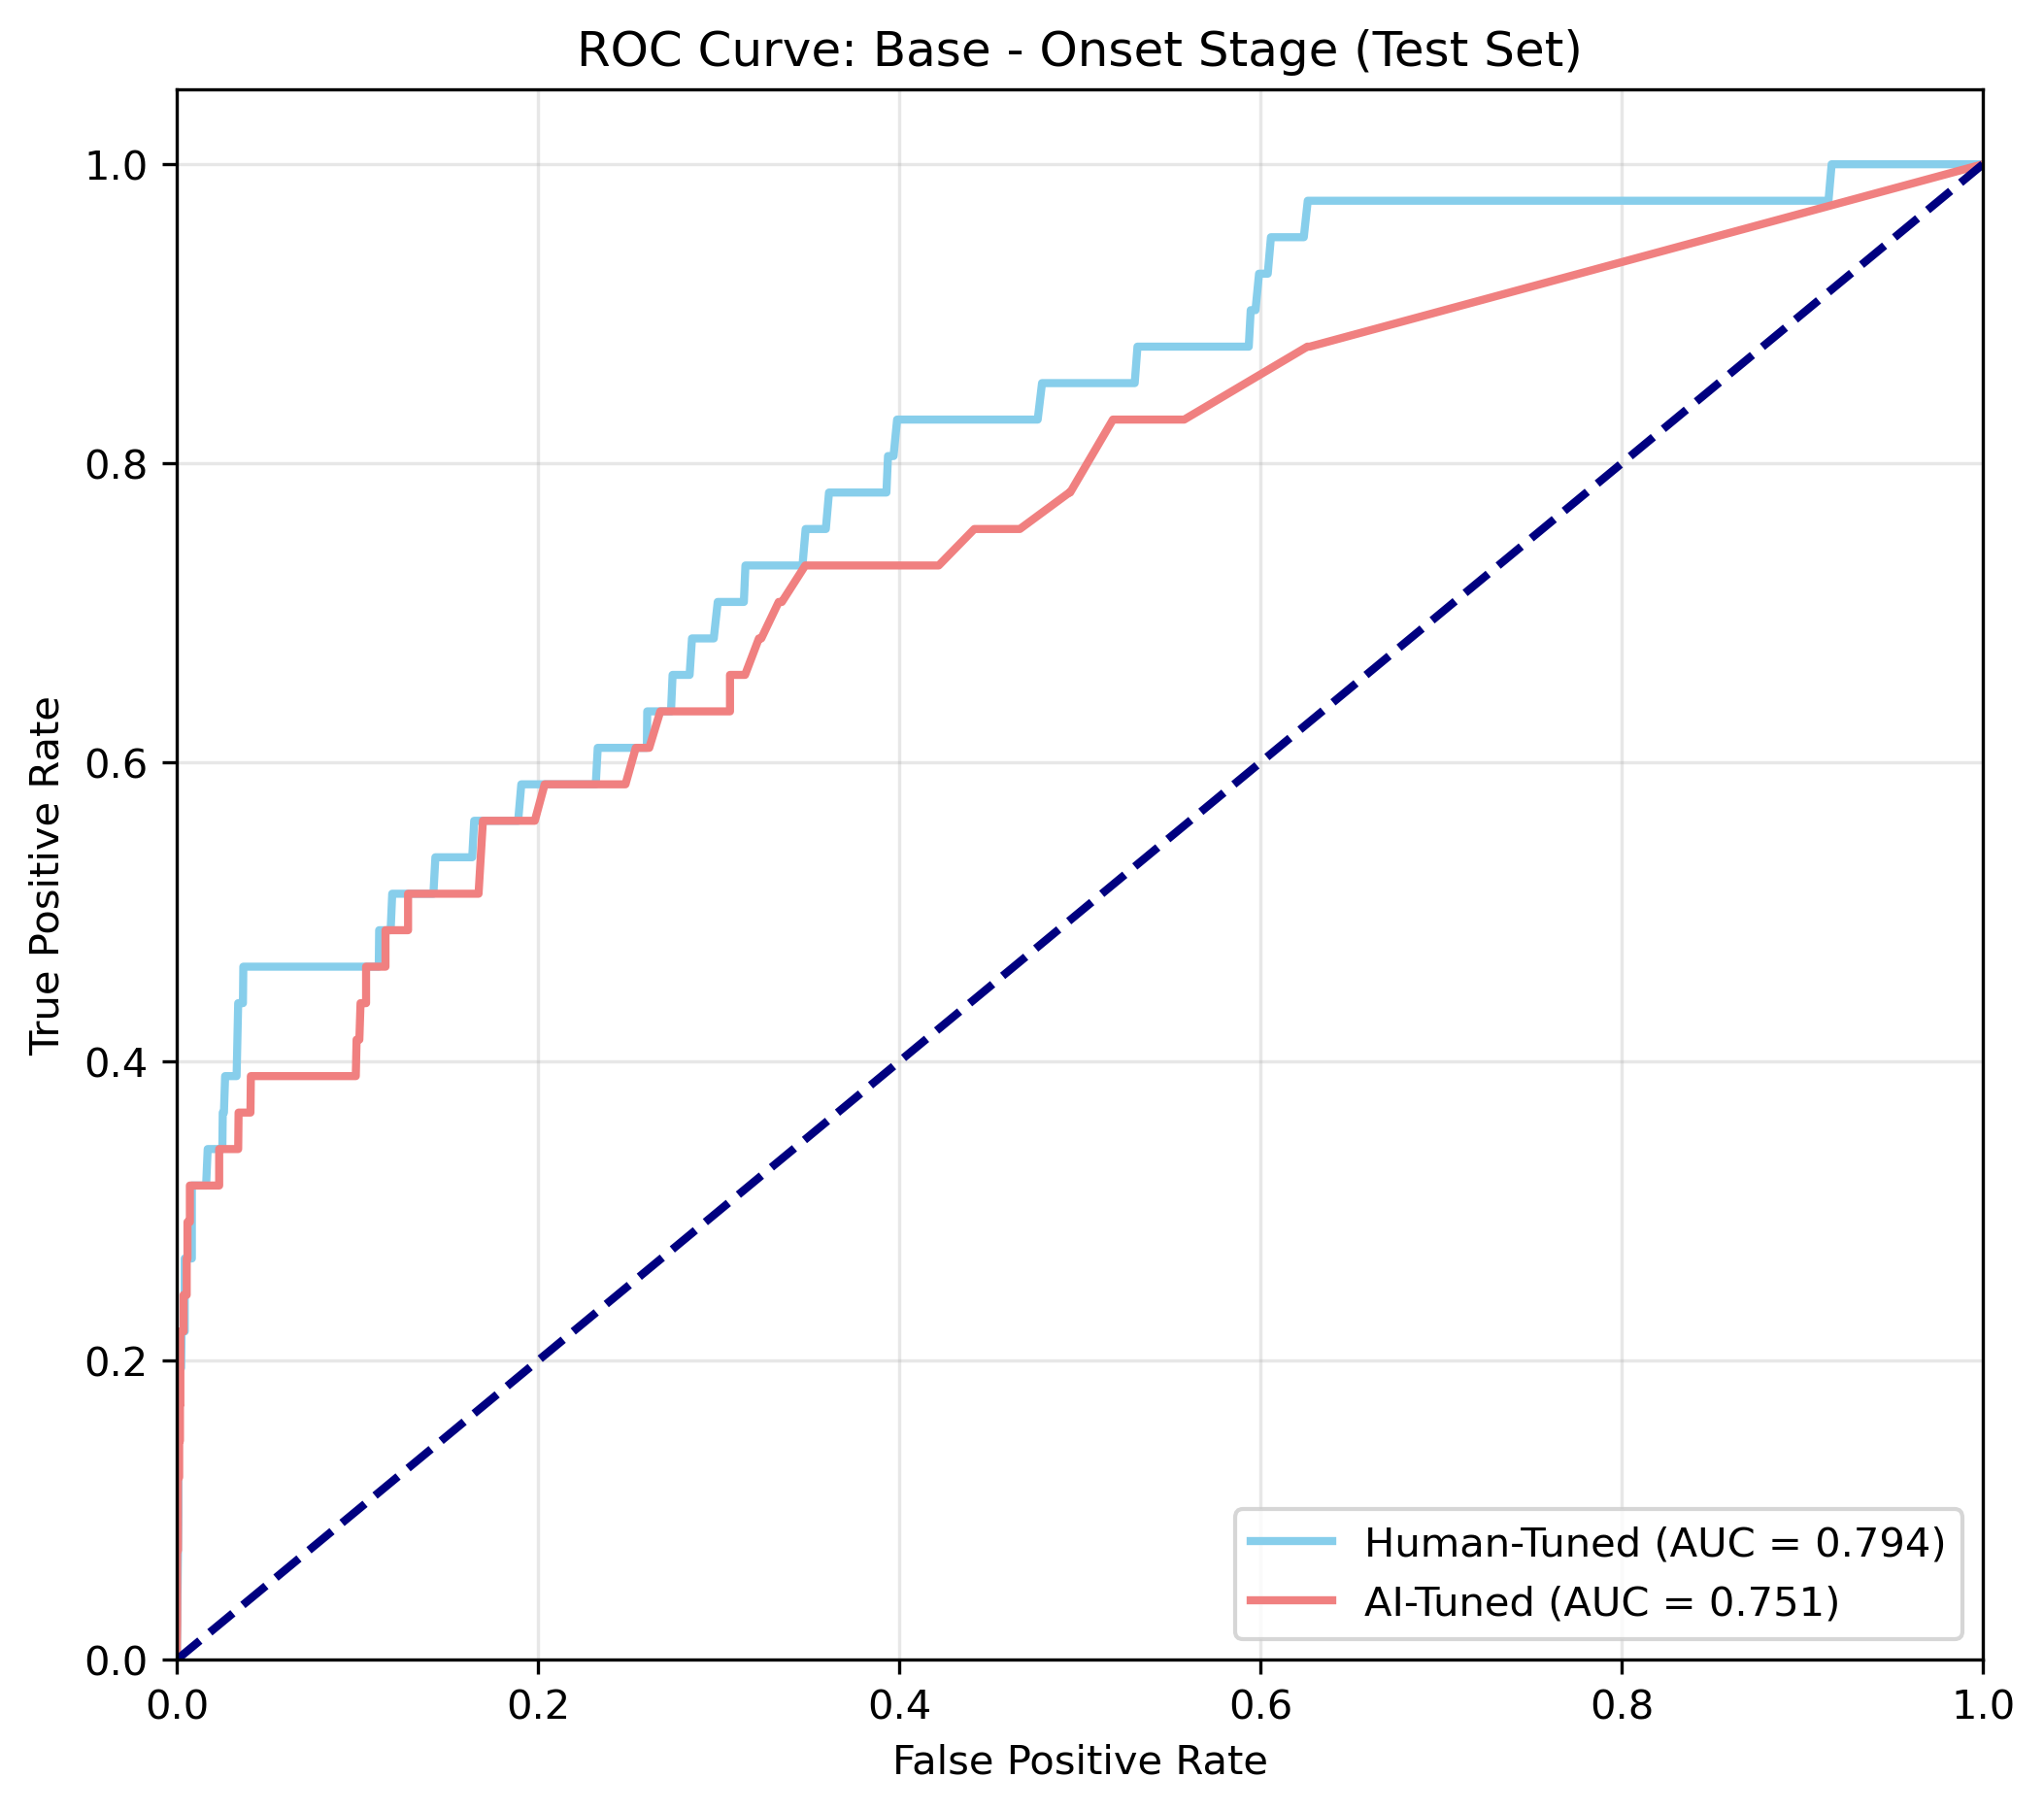 ROC Curve: Base - Onset Stage (Test Set)
1.0
0.8
0.6
0.4
0.2
0.0
True Positive Rate
0.0 0.2 0.4 0.6 0.8 1.0
False Positive Rate
Human-Tuned (AUC = 0.794)
AI-Tuned (AUC = 0.751)